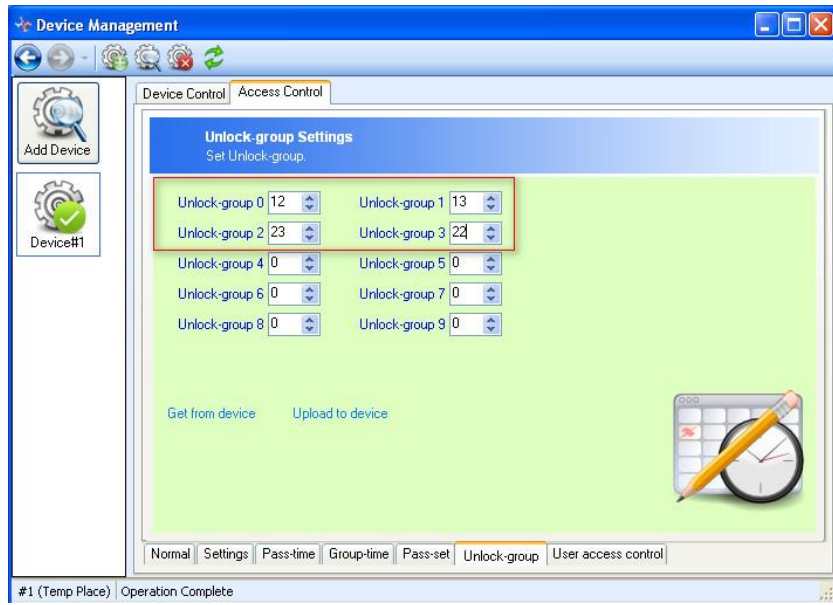 Device Management
Add Device
Device#1
Device Control Access Control
Unlock-group Settings
Set Unlock-group.
Unlock-group 0 12 Unlock-group 1 13
Unlock-group 2 23 Unlock-group 3 22
Unlock-group 4 0 Unlock-group 5 0
Unlock-group 6 0 Unlock-group 7 0
Unlock-group 8 0 Unlock-group 9 0
Get from device Upload to device
Normal Settings Pass-time Group-time Pass-set Unlock-group User access control
#1 (Temp Place) Operation Complete